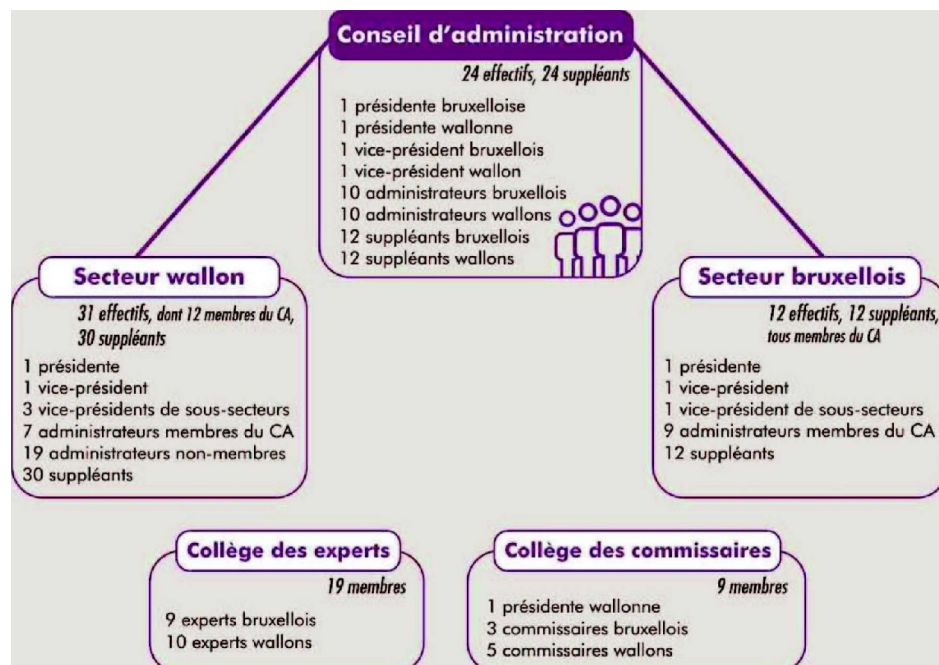 Conseil d'administration
24 effectifs, 24 suppléants
1 présidente bruxelloise
1 présidente wallonne
1 vice-président bruxellois
1 vice-président wallon
10 administrateurs bruxellois
10 administrateurs wallons
12 suppléants bruxellois
12 suppléants wallons
Secteur wallon
31 effectifs, dont 12 membres du CA,
30 suppléants
1 présidente
1 vice-président
3 vice-présidents de sous-secteurs
7 administrateurs membres du CA
19 administrateurs non-membres
30 suppléants
Secteur bruxellois
12 effectifs, 12 suppléants,
tous membres du CA
1 présidente
1 vice-président
1 vice-président de sous-secteurs
9 administrateurs membres du CA
12 suppléants
Collège des experts
19 membres
9 experts bruxellois
10 experts wallons
Collège des commissaires
9 membres
1 présidente wallonne
3 commissaires bruxellois
5 commissaires wallons